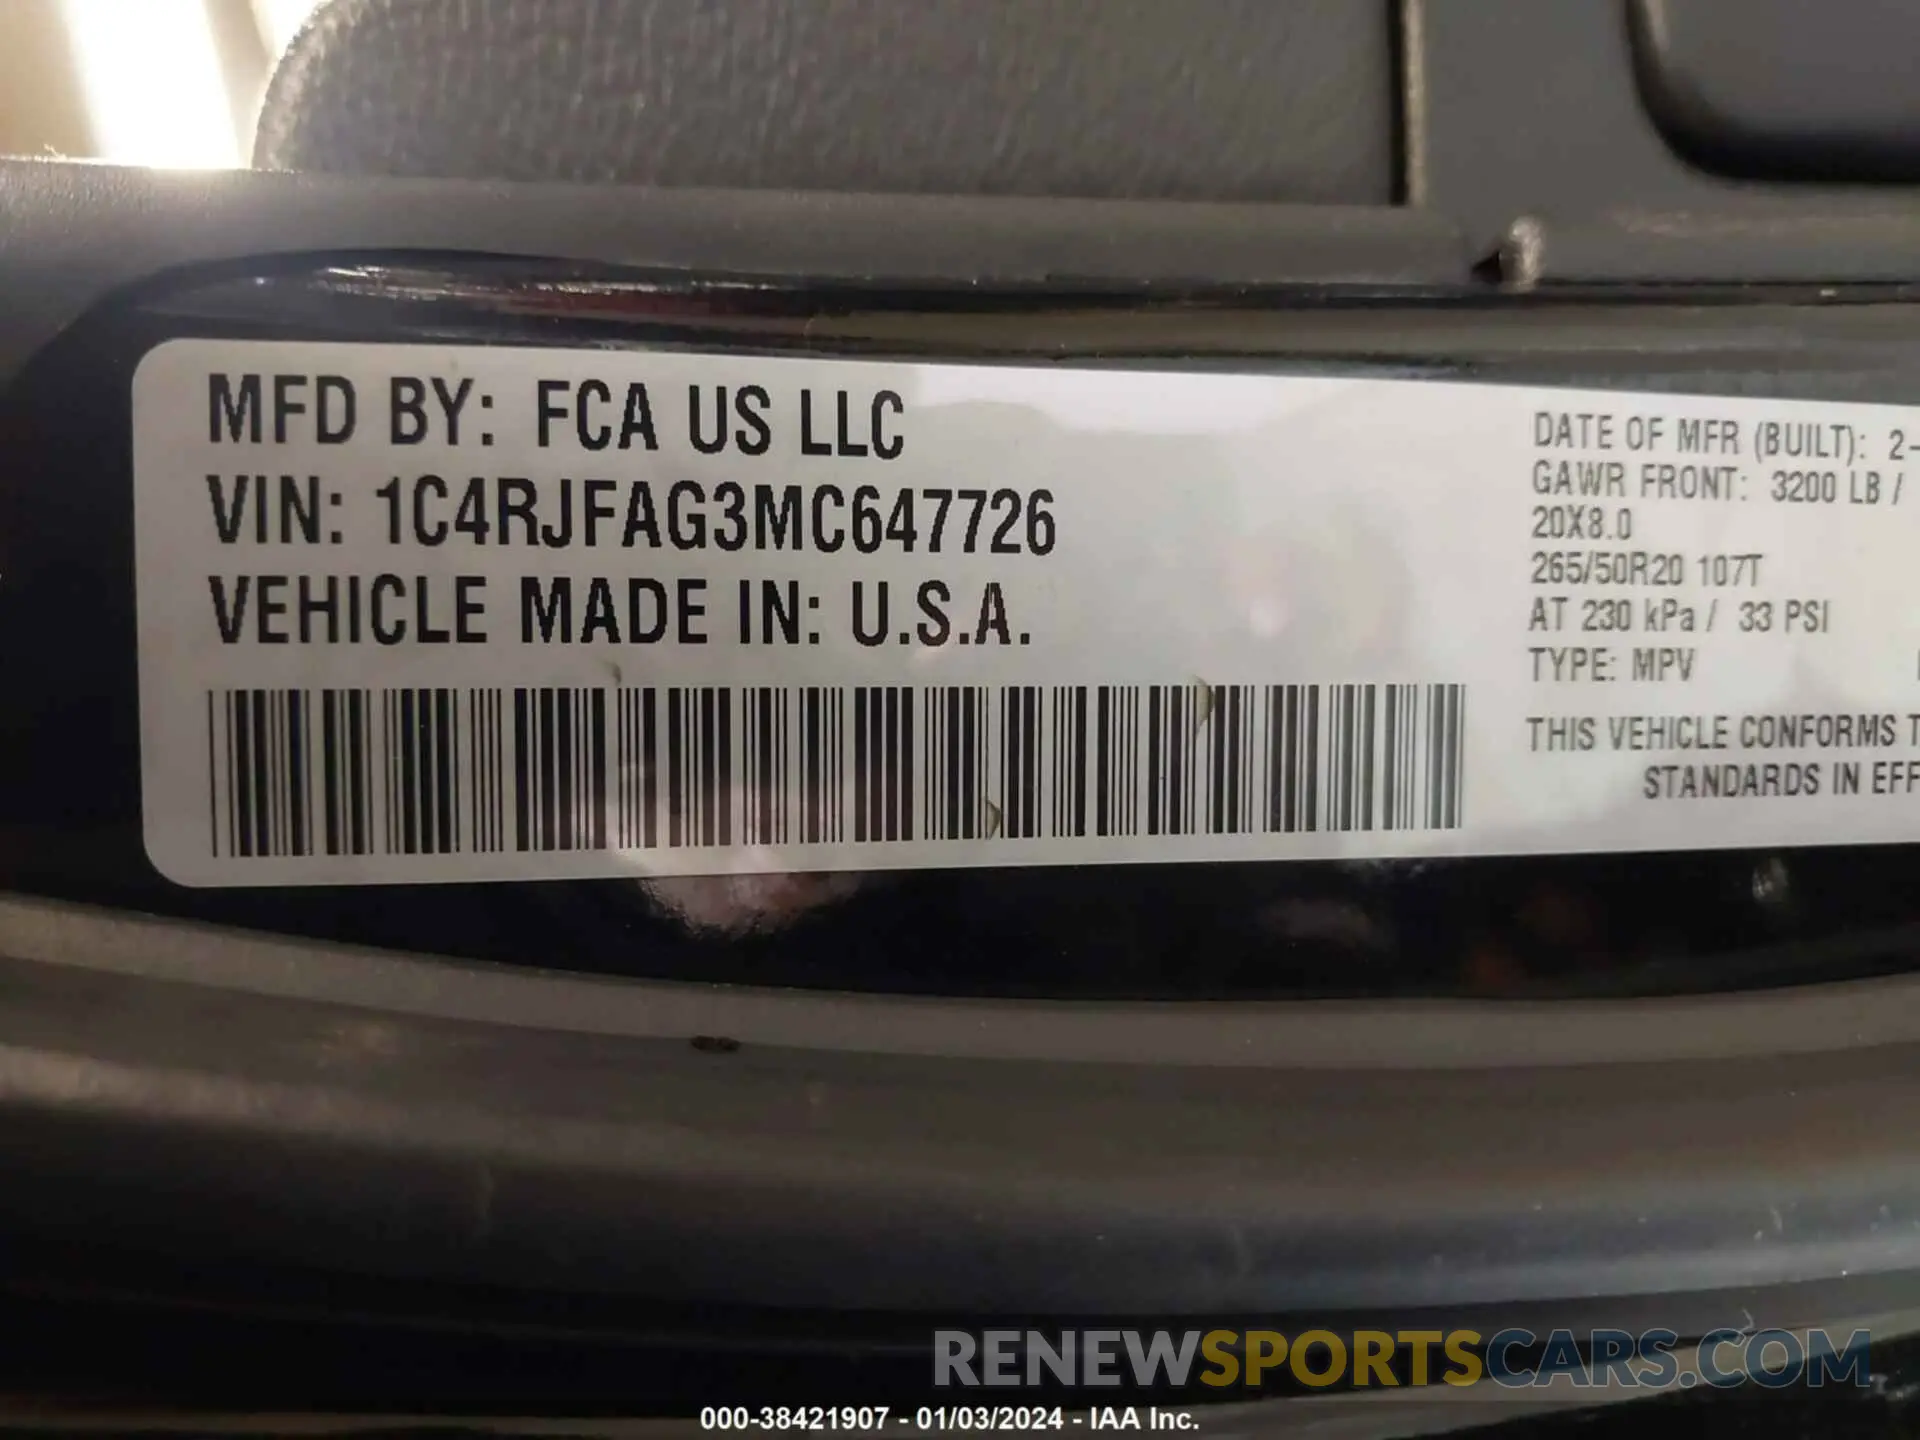 MFD BY: FCA US LLC
VIN: 1C4RJFAG3MC647726
VEHICLE MADE IN: U.S.A.
DATE OF MFR (BUILT): 2-
GAWR FRONT: 3200 LB /
20X8.0
265/50R20 107T
AT 230 kPa / 33 PSI
TYPE: MPV
THIS VEHICLE CONFORMS T
STANDARDS IN EFF
RENEWSPORTSCARS.COM
000-38421907 - 01/03/2024 - IAA Inc.